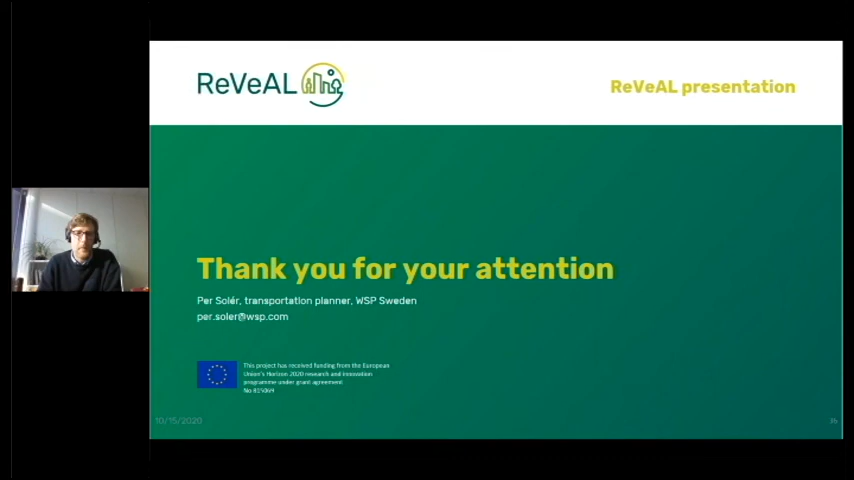 ReVeAL
ReVeAL presentation
Thank you for your attention
Per Solér, transportation planner, WSP Sweden
per.soler@wsp.com
This project has received funding from the European
Union's Horizon 2020 research and innovation
programme under grant agreement
No 815069
10/15/2020